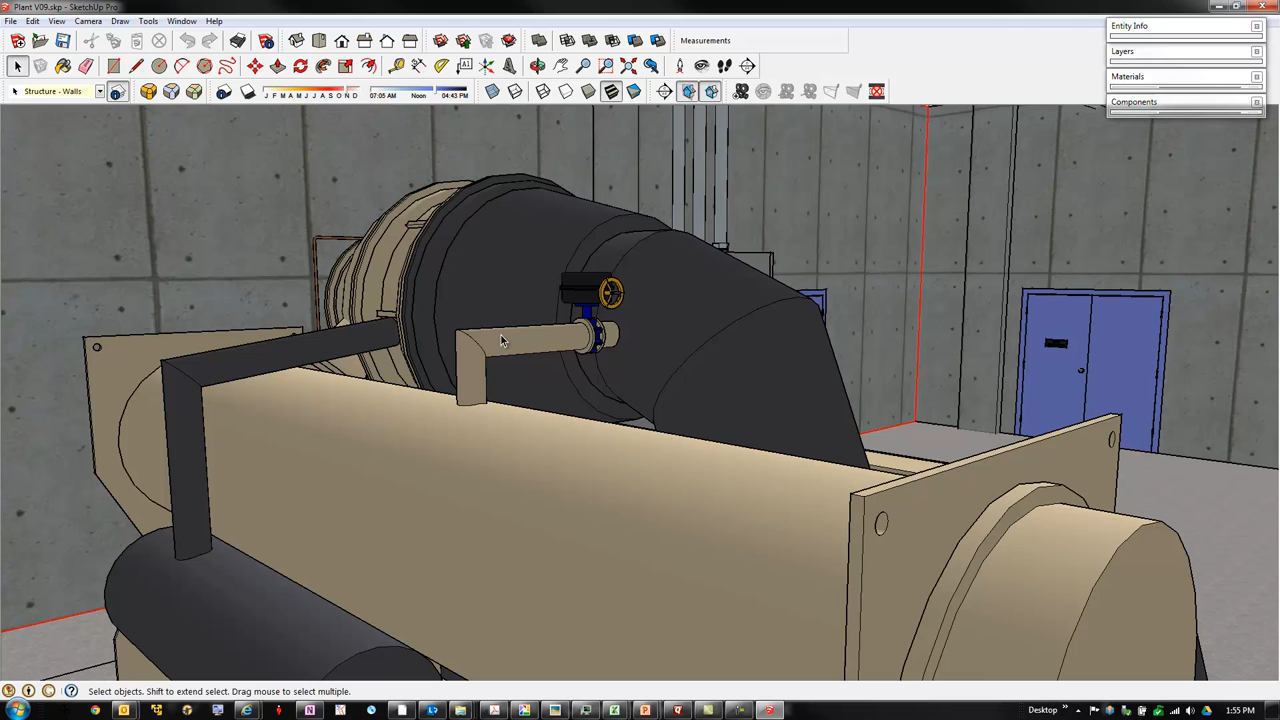 Plant V09.skp - SketchUp Pro
File Edit View Camera Draw Tools Window Help
Measurements
Structure - Walls
J F M A M J J A S O N D
07:05 AM Noon 04:43 PM
Entity Info
Layers
Materials
Components
Select objects. Shift to extend select. Drag mouse to select multiple.
Desktop
1:55 PM